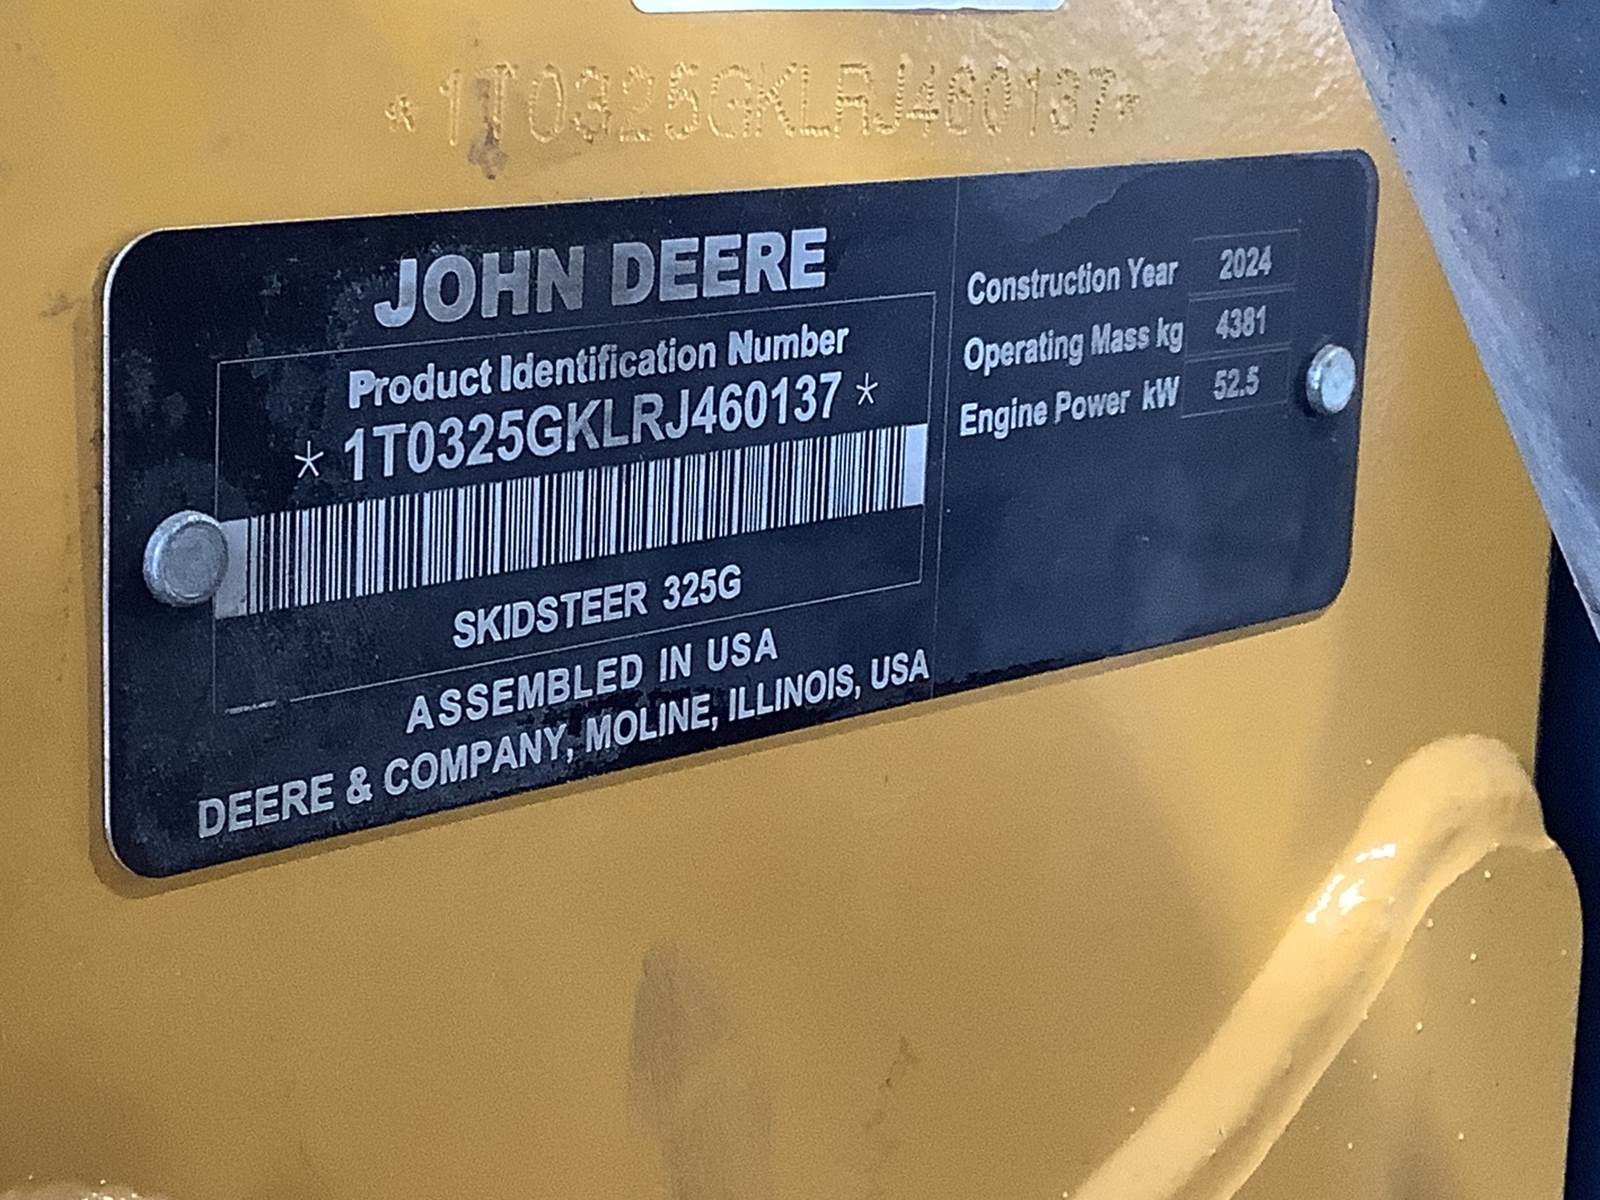 *1T0325GKLRJ460137*
JOHN DEERE
Product Identification Number
* 1T0325GKLRJ460137 *
SKIDSTEER 325G
ASSEMBLED IN USA
DEERE & COMPANY, MOLINE, ILLINOIS, USA
Construction Year 2024
Operating Mass kg 4381
Engine Power kW 52.5